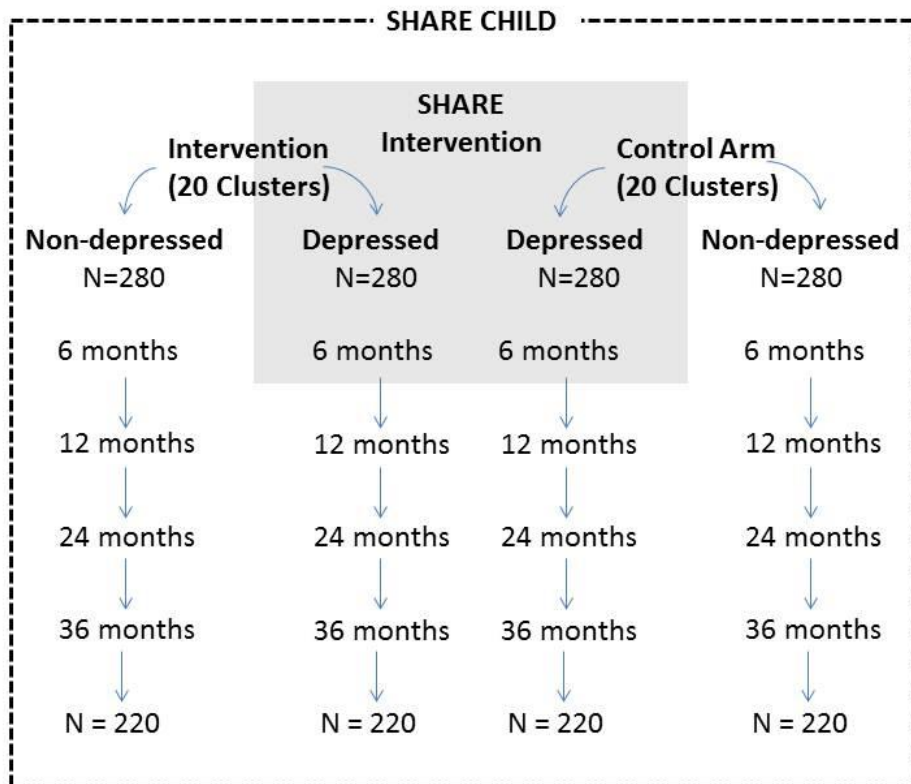 SHARE CHILD
SHARE
Intervention
Intervention
(20 Clusters)
Control Arm
(20 Clusters)
Non-depressed
N=280
Depressed
N=280
Depressed
N=280
Non-depressed
N=280
6 months
6 months
6 months
6 months
12 months
12 months
12 months
12 months
24 months
24 months
24 months
24 months
36 months
36 months
36 months
36 months
N = 220
N = 220
N = 220
N = 220